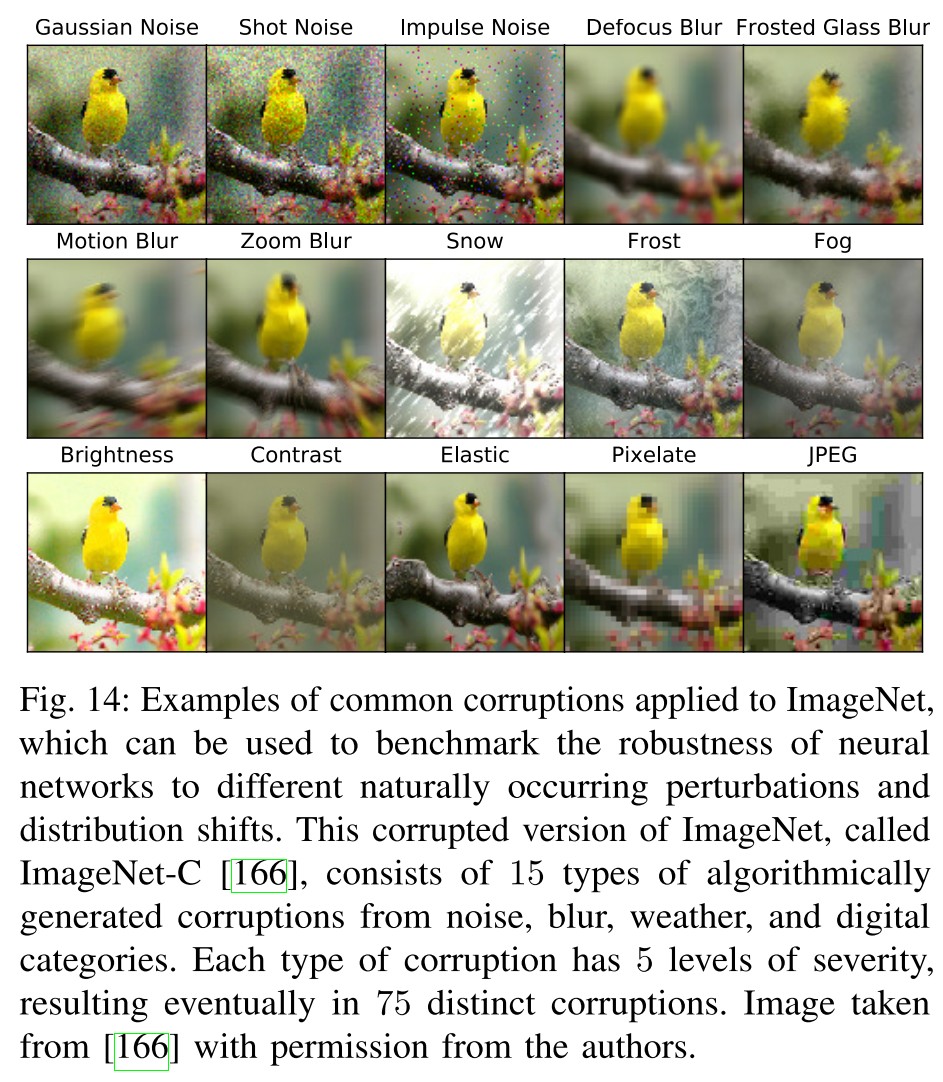 Gaussian Noise Shot Noise Impulse Noise Defocus Blur Frosted Glass Blur
Motion Blur Zoom Blur Snow Frost Fog
Brightness Contrast Elastic Pixelate JPEG
Fig. 14: Examples of common corruptions applied to ImageNet,
which can be used to benchmark the robustness of neural
networks to different naturally occurring perturbations and
distribution shifts. This corrupted version of ImageNet, called
ImageNet-C [166], consists of 15 types of algorithmically
generated corruptions from noise, blur, weather, and digital
categories. Each type of corruption has 5 levels of severity,
resulting eventually in 75 distinct corruptions. Image taken
from [166] with permission from the authors.